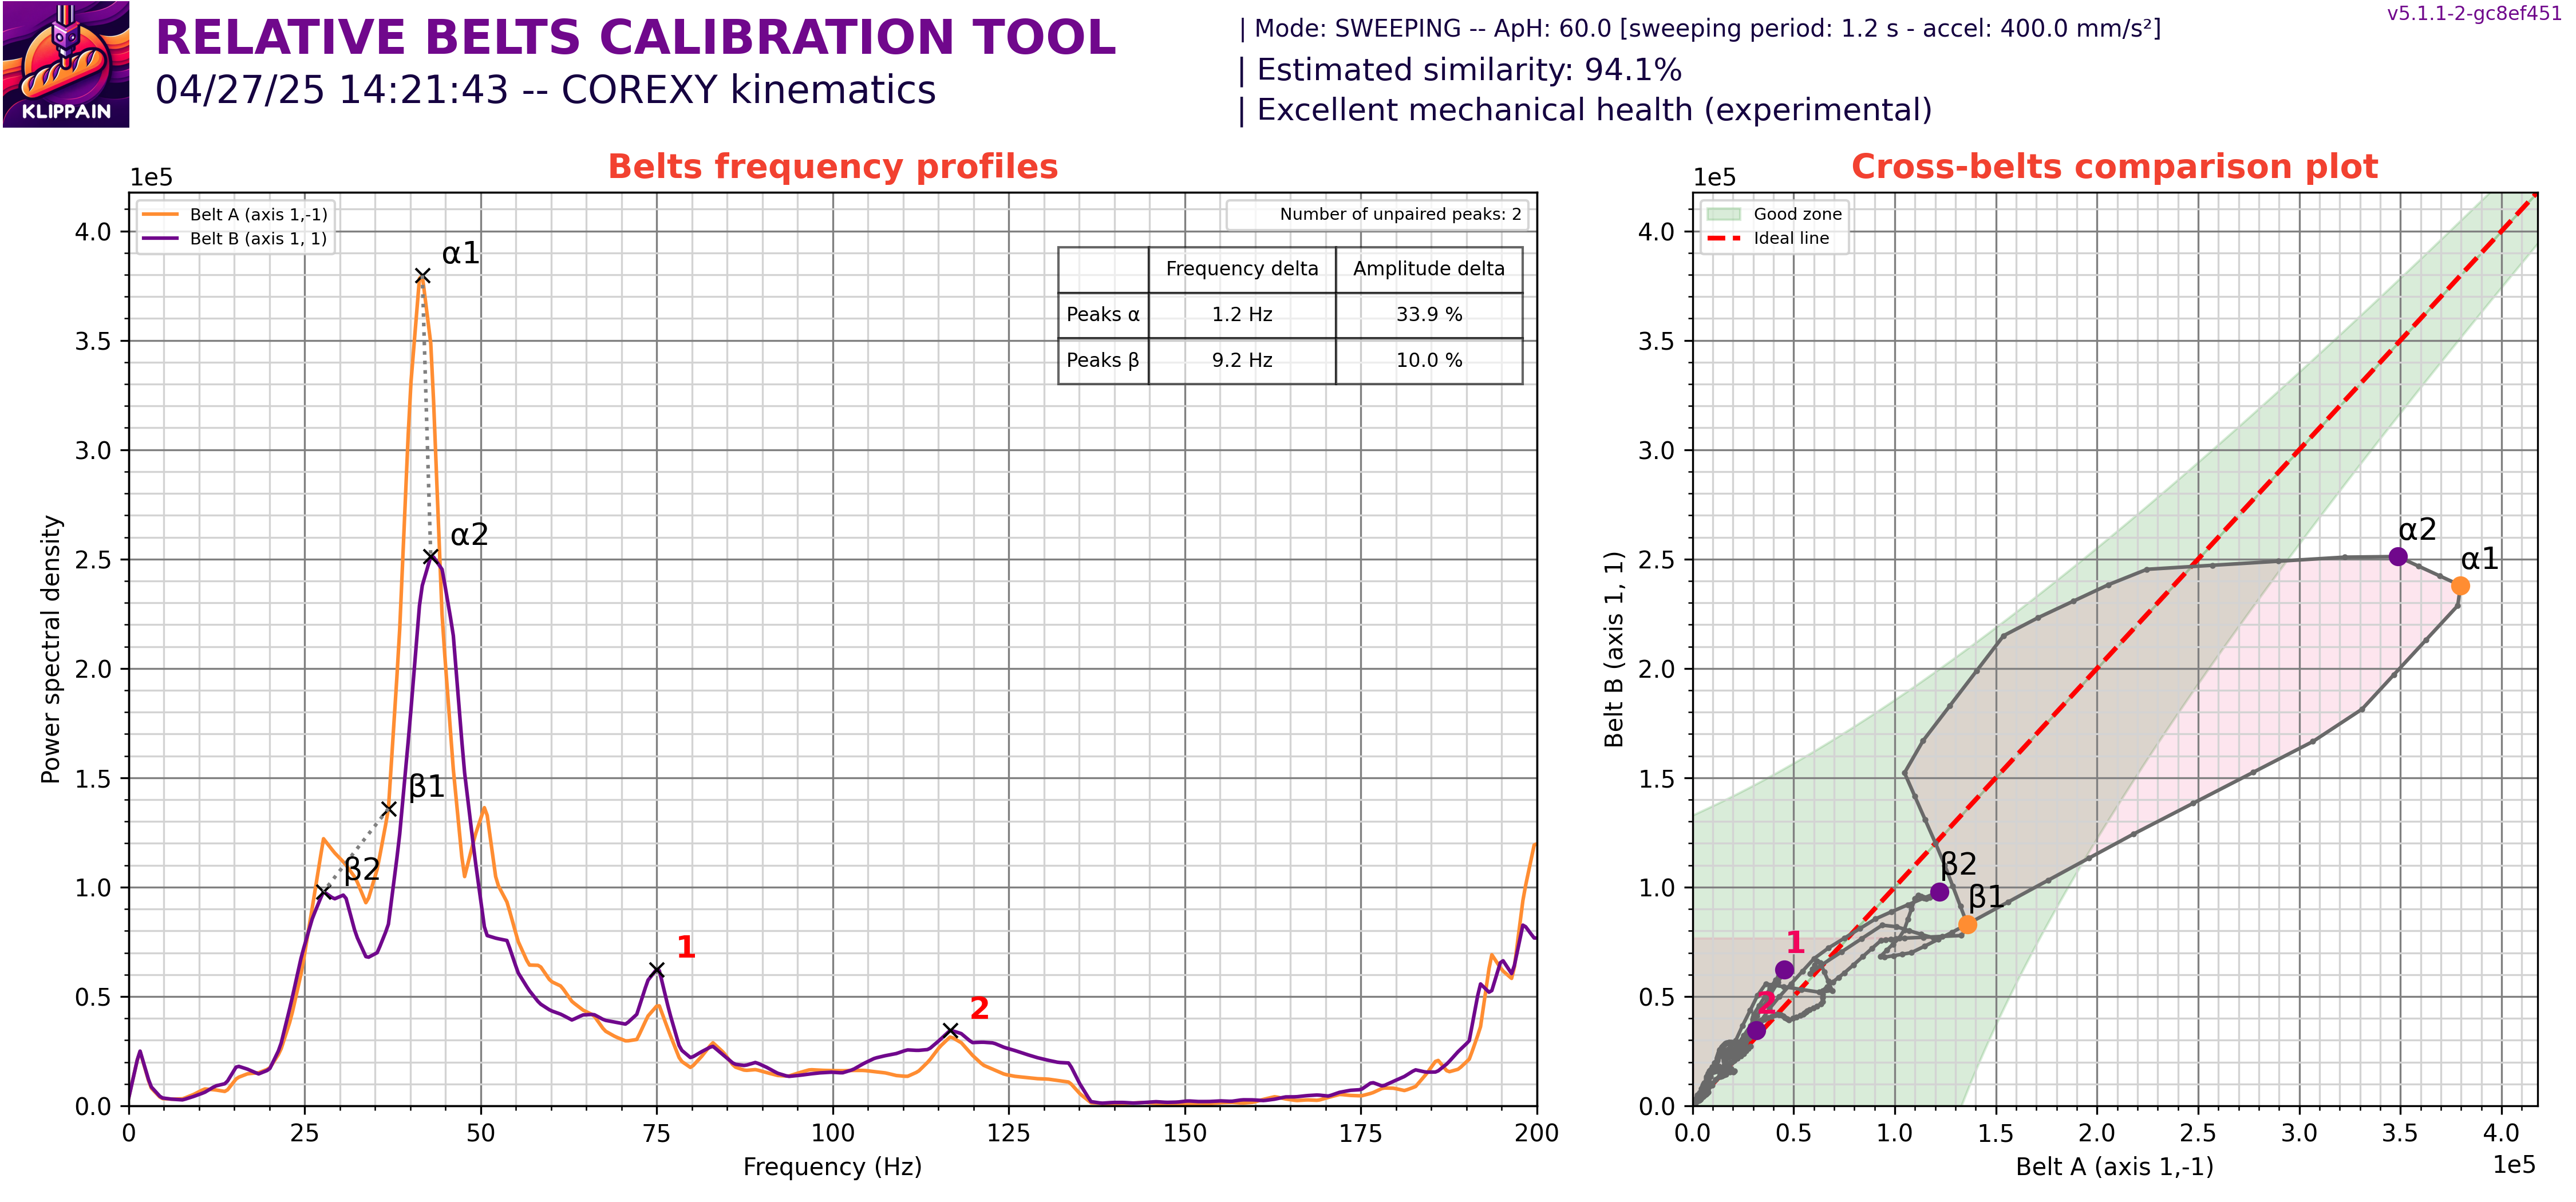 KLIPPAIN
RELATIVE BELTS CALIBRATION TOOL
04/27/25 14:21:43 -- COREXY kinematics
| Mode: SWEEPING -- ApH: 60.0 [sweeping period: 1.2 s - accel: 400.0 mm/s²]
| Estimated similarity: 94.1%
| Excellent mechanical health (experimental)
v5.1.1-2-gc8ef451
Belts frequency profiles
1e5
Belt A (axis 1,-1)
Belt B (axis 1, 1)
Number of unpaired peaks: 2
Frequency delta Amplitude delta
Peaks α 1.2 Hz 33.9 %
Peaks β 9.2 Hz 10.0 %
α1
α2
β1
β2
1
2
4.0
3.5
3.0
2.5
2.0
1.5
1.0
0.5
0.0
Power spectral density
0 25 50 75 100 125 150 175 200
Frequency (Hz)
Cross-belts comparison plot
1e5
Good zone
Ideal line
α2
α1
β2
β1
1
2
4.0
3.5
3.0
2.5
2.0
1.5
1.0
0.5
0.0
Belt B (axis 1, 1)
0.0 0.5 1.0 1.5 2.0 2.5 3.0 3.5 4.0
1e5
Belt A (axis 1,-1)